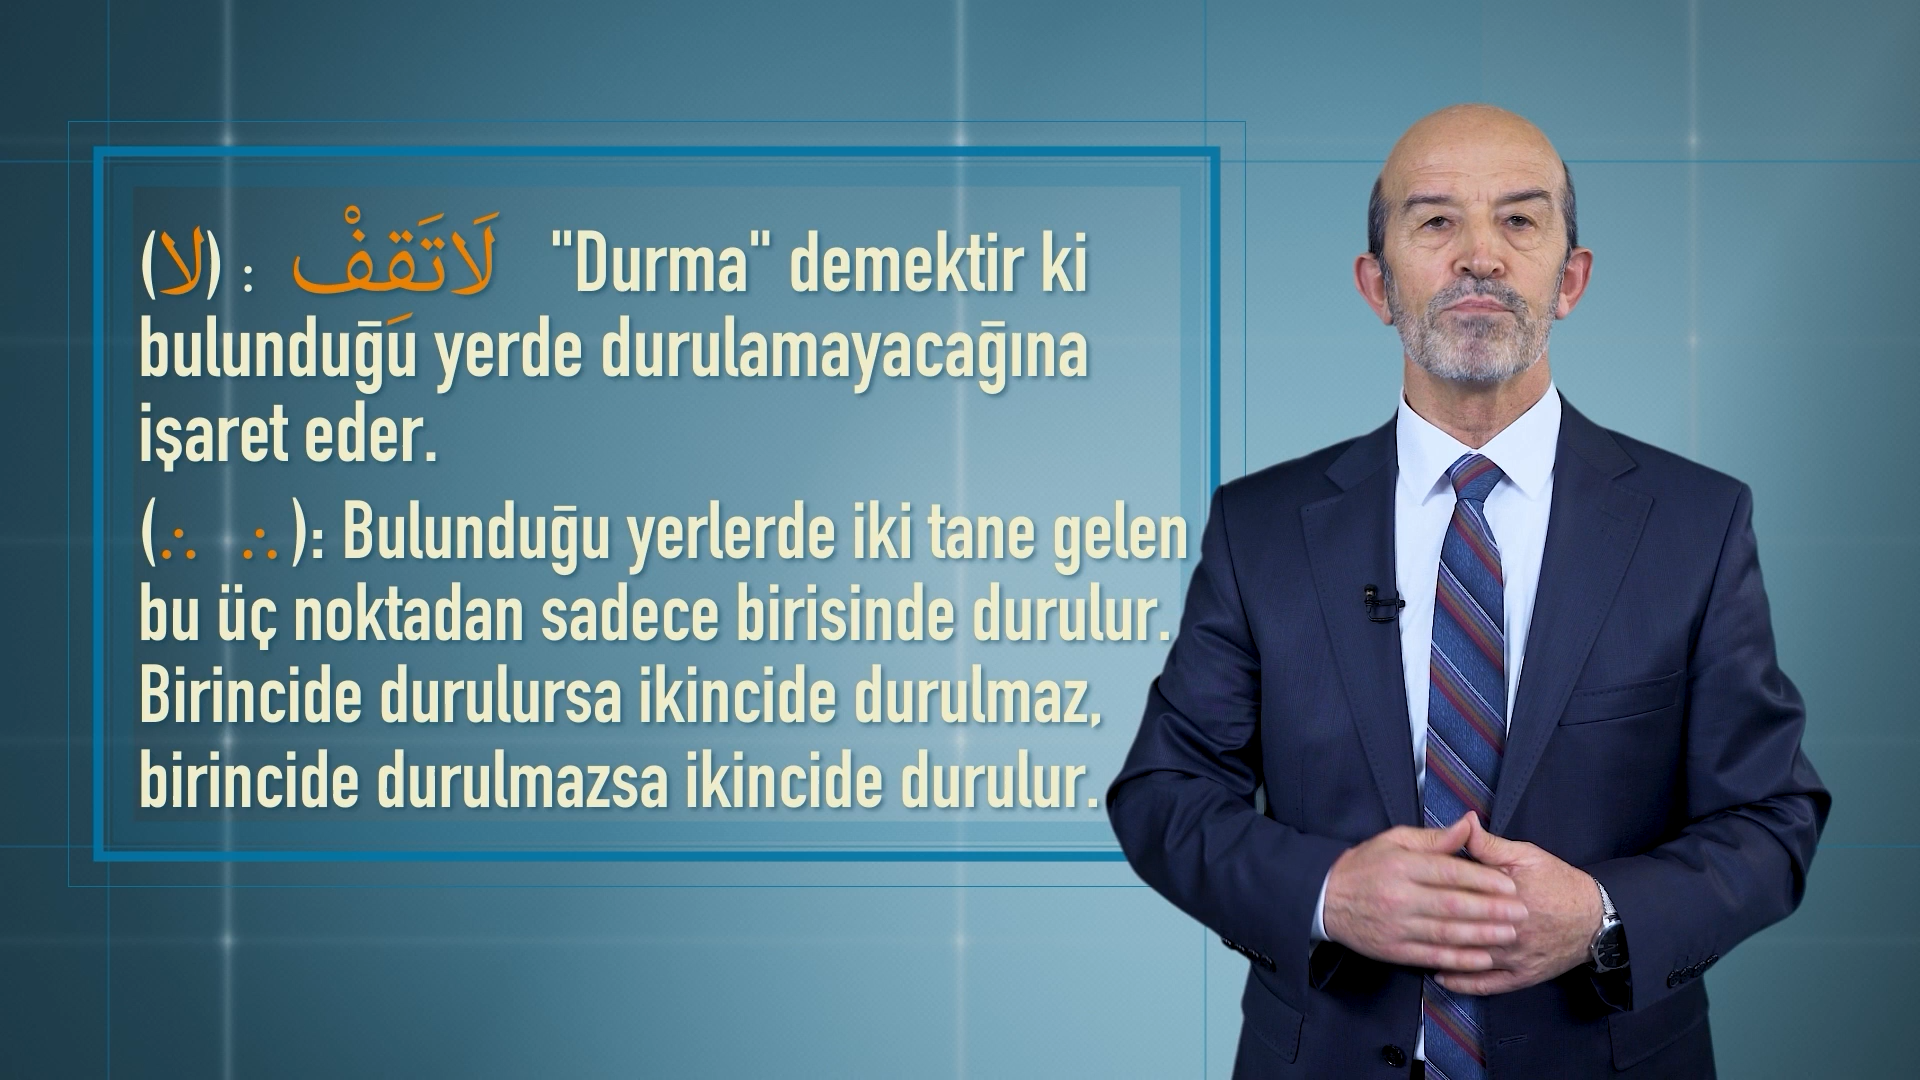 (لا) : لَاتَقِفْ "Durma" demektir ki
bulunduğu yerde durulamayacağına
işaret eder.
(∴ ∴): Bulunduğu yerlerde iki tane gelen
bu üç noktadan sadece birisinde durulur.
Birincide durulursa ikincide durulmaz,
birincide durulmazsa ikincide durulur.